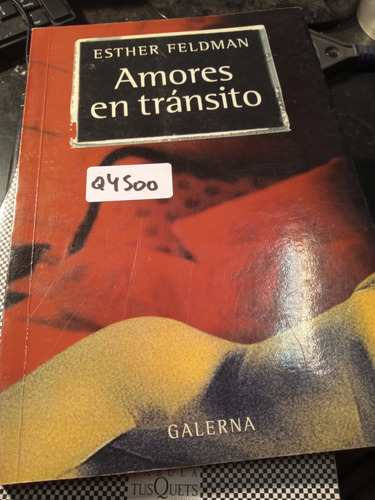 ESTHER FELDMAN
Amores
en tránsito
Q4500
GALERNA
TUSQUETS